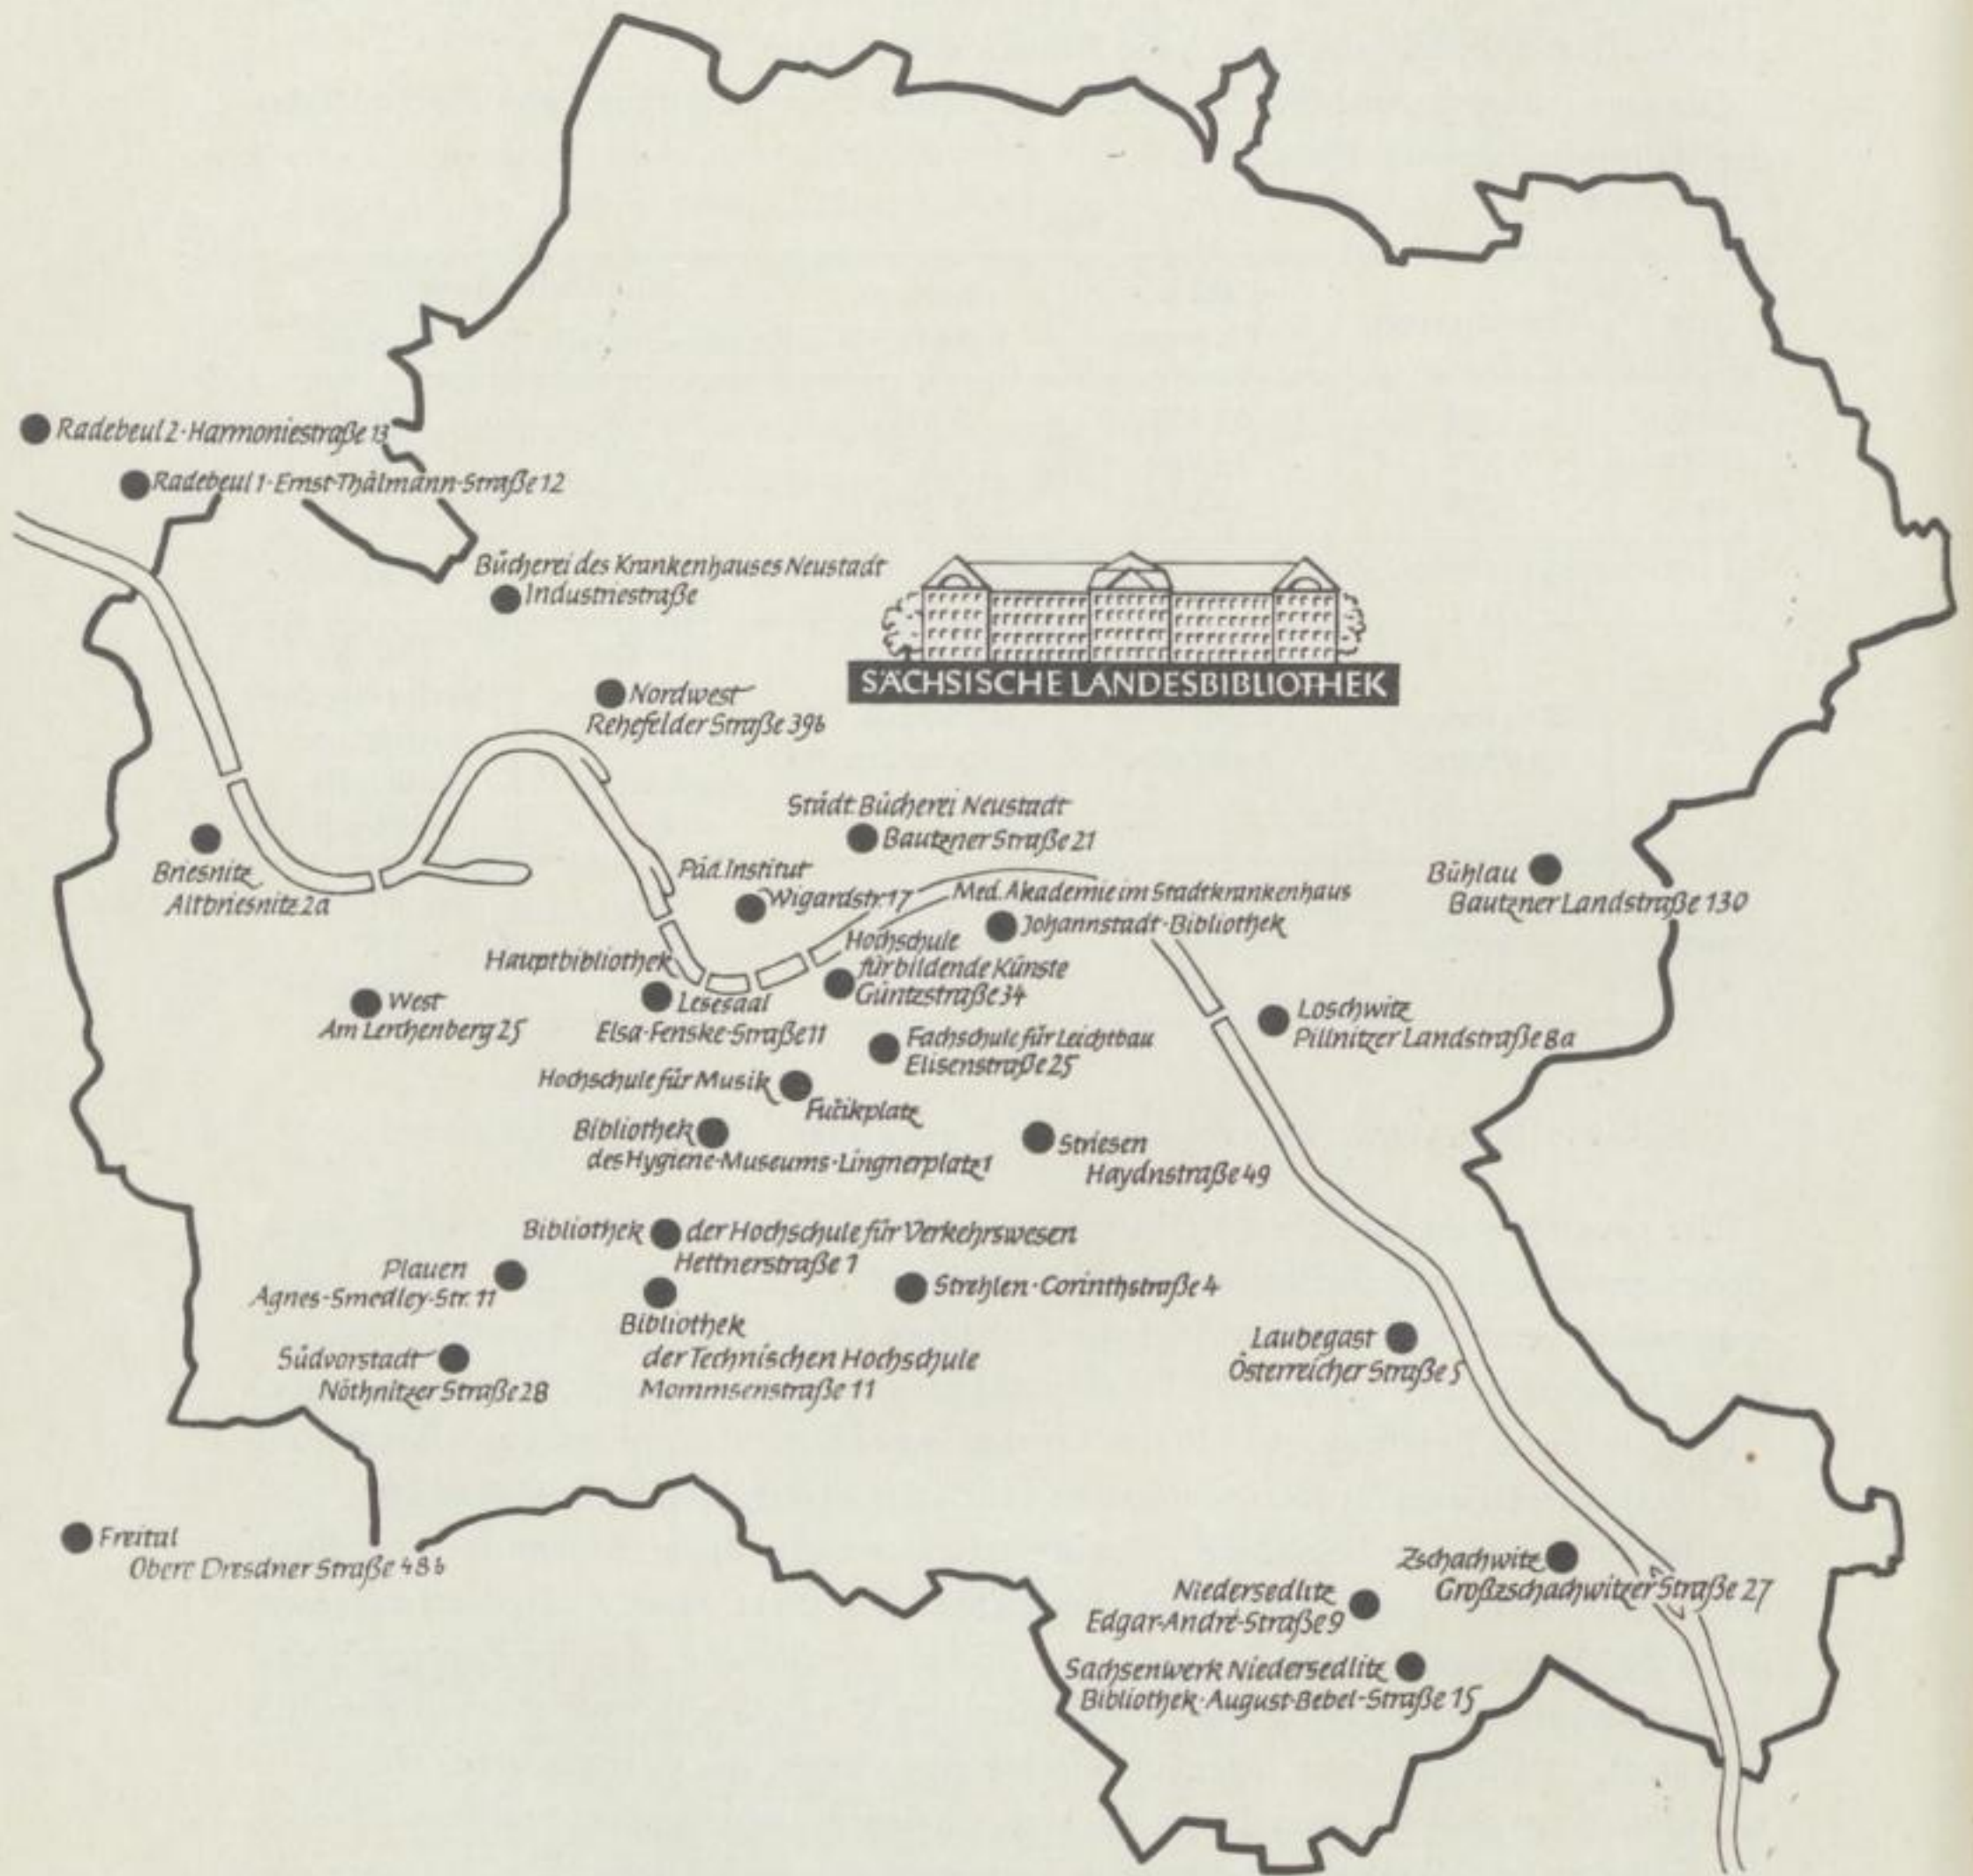 Radebeul 2·Harmoniestraße 13
Radebeul 1·Ernst-Thälmann-Straße 12
Bücherei des Krankenhauses Neustadt
Industriestraße
SÄCHSISCHE LANDESBIBLIOTHEK
Nordwest
Rehefelder Straße 39b
Städt. Bücherei Neustadt
Bautzner Straße 21
Briesnitz
Altbriesnitz 2a
Päd. Institut
Wigardstr. 17
Med. Akademie im Stadtkrankenhaus
Johannstadt·Bibliothek
Bühlau
Bautzner Landstraße 130
Hochschule
für bildende Künste
Güntzstraße 34
Hauptbibliothek
Lesesaal
Elsa-Fenske-Straße 11
West
Am Lerchenberg 25
Loschwitz
Pillnitzer Landstraße 8a
Fachschule für Leichtbau
Elisenstraße 25
Hochschule für Musik
Fučikplatz
Bibliothek
des Hygiene-Museums·Lingnerplatz 1
Striesen
Haydnstraße 49
Bibliothek der Hochschule für Verkehrswesen
Hettnerstraße 1
Plauen
Agnes-Smedley-Str. 11
Strehlen·Corinthstraße 4
Bibliothek
der Technischen Hochschule
Mommsenstraße 11
Südvorstadt
Nöthnitzer Straße 28
Laubegast
Österreicher Straße 5
Freital
Obere Dresdner Straße 48b
Zschachwitz
Großzschachwitzer Straße 27
Niedersedlitz
Edgar-André-Straße 9
Sachsenwerk Niedersedlitz
Bibliothek·August-Bebel-Straße 15